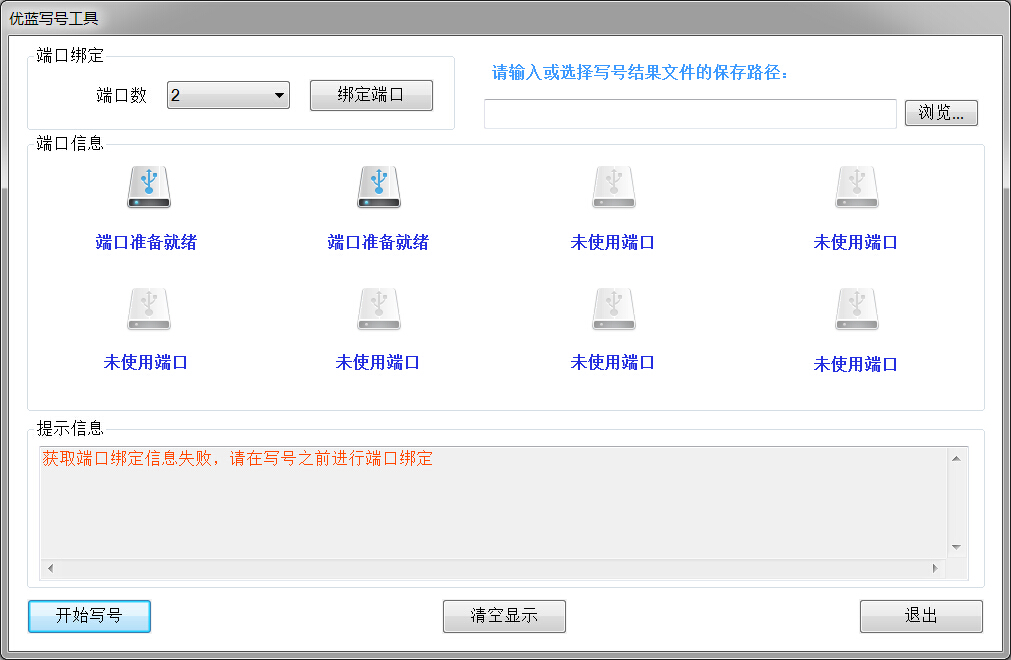 优蓝写号工具
端口绑定
端口数 2 绑定端口
请输入或选择写号结果文件的保存路径：
浏览...
端口信息
端口准备就绪 端口准备就绪 未使用端口 未使用端口
未使用端口 未使用端口 未使用端口 未使用端口
提示信息
获取端口绑定信息失败，请在写号之前进行端口绑定
开始写号 清空显示 退出